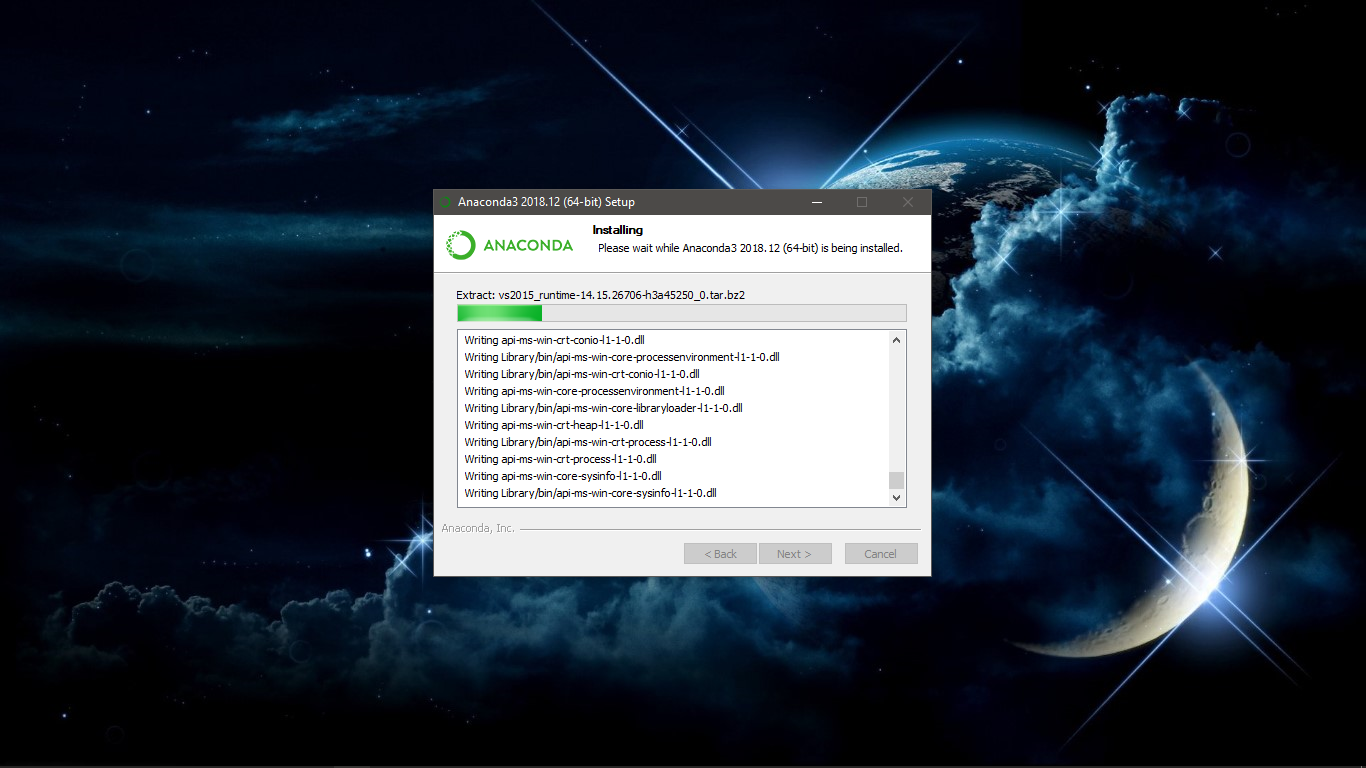 Anaconda3 2018.12 (64-bit) Setup
ANACONDA
Installing
Please wait while Anaconda3 2018.12 (64-bit) is being installed.
Extract: vs2015_runtime-14.15.26706-h3a45250_0.tar.bz2
Writing api-ms-win-crt-conio-l1-1-0.dll
Writing Library/bin/api-ms-win-core-processenvironment-l1-1-0.dll
Writing Library/bin/api-ms-win-crt-conio-l1-1-0.dll
Writing api-ms-win-core-processenvironment-l1-1-0.dll
Writing Library/bin/api-ms-win-core-libraryloader-l1-1-0.dll
Writing api-ms-win-crt-heap-l1-1-0.dll
Writing Library/bin/api-ms-win-crt-process-l1-1-0.dll
Writing api-ms-win-crt-process-l1-1-0.dll
Writing api-ms-win-core-sysinfo-l1-1-0.dll
Writing Library/bin/api-ms-win-core-sysinfo-l1-1-0.dll
Anaconda, Inc.
< Back Next > Cancel